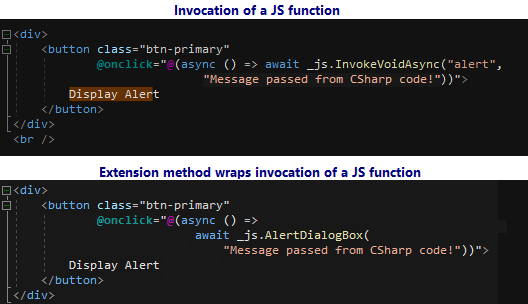 Invocation of a JS function
<div>
<button class="btn-primary"
@onclick="@(async () => await _js.InvokeVoidAsync("alert",
"Message passed from CSharp code!"))">
Display Alert
</button>
</div>
<br />
Extension method wraps invocation of a JS function
<div>
<button class="btn-primary"
@onclick="@(async () =>
await _js.AlertDialogBox(
"Message passed from CSharp code!"))">
Display Alert
</button>
</div>